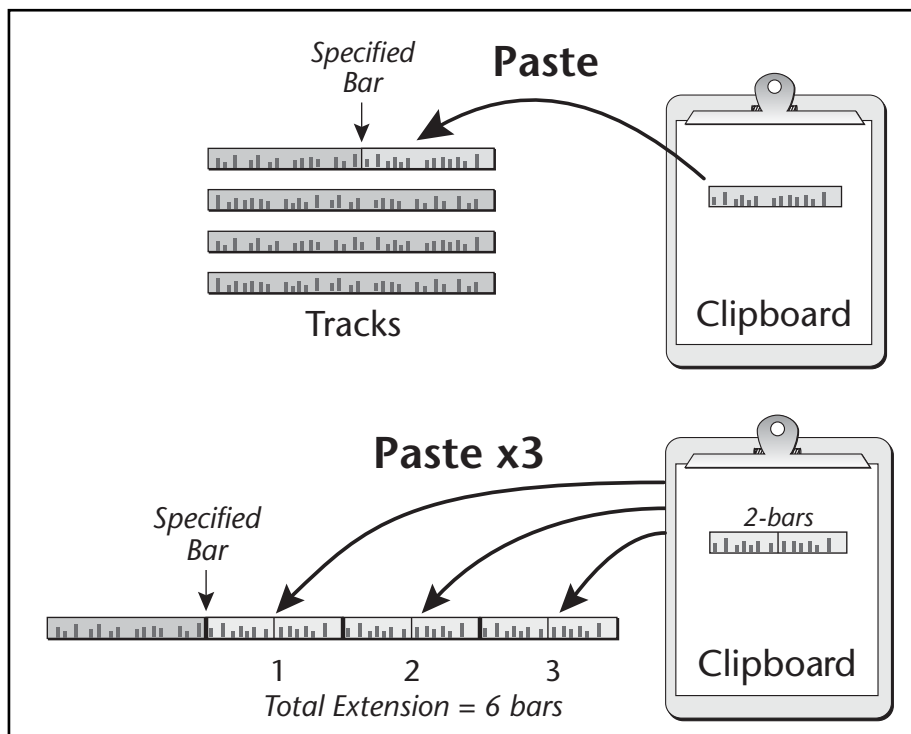 Specified
Bar
Paste
Tracks
Clipboard
Paste x3
Specified
Bar
2-bars
1 2 3
Total Extension = 6 bars
Clipboard